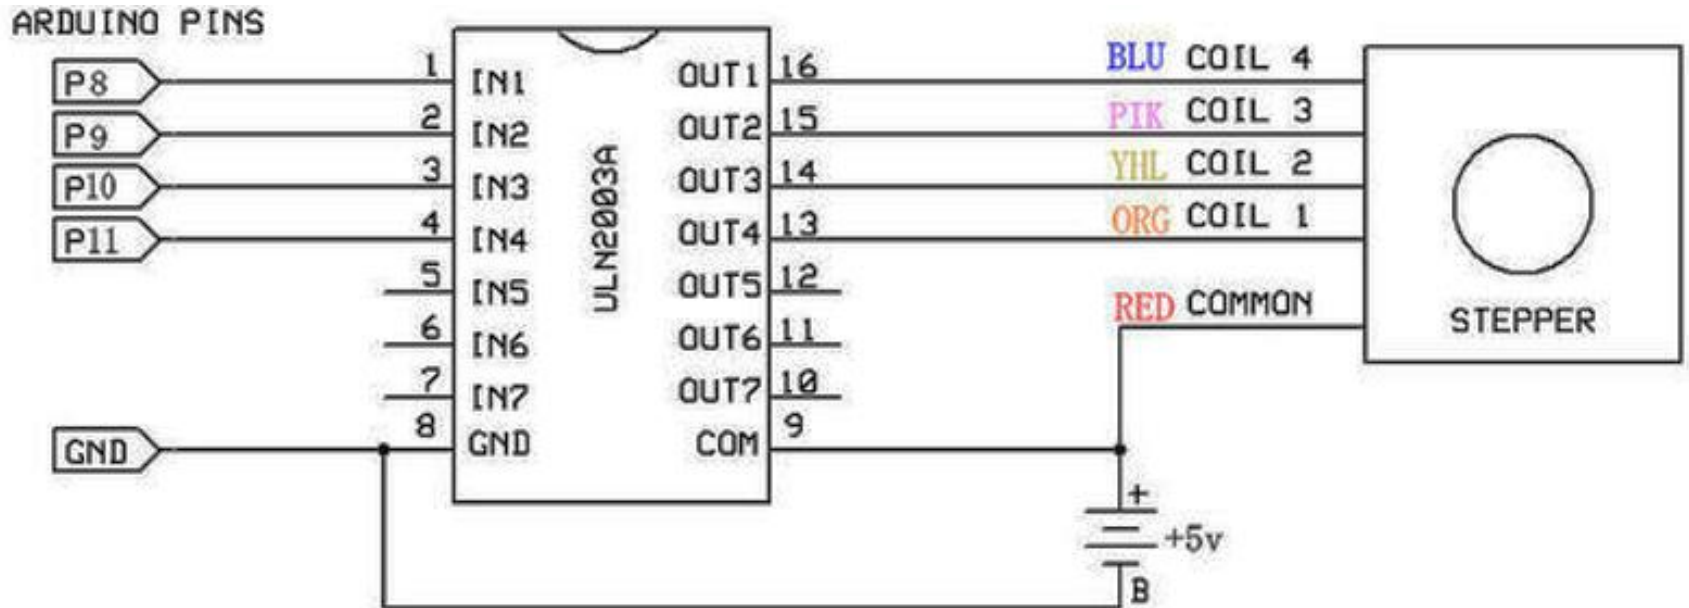 ARDUINO PINS
P8 1 IN1 OUT1 16 BLU COIL 4
P9 2 IN2 OUT2 15 PIK COIL 3
P10 3 IN3 OUT3 14 YHL COIL 2
P11 4 IN4 OUT4 13 ORG COIL 1
5 IN5 OUT5 12
6 IN6 OUT6 11
7 IN7 OUT7 10
GND 8 GND COM 9
ULN2003A
RED COMMON
STEPPER
+
+5v
B